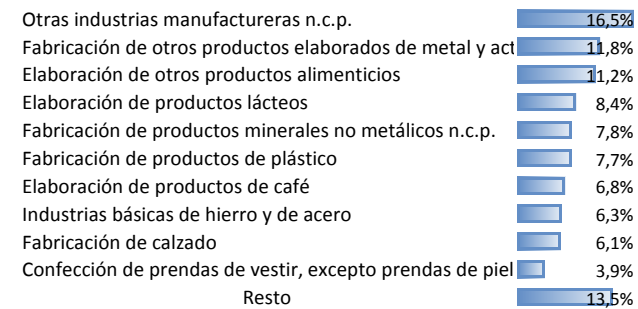 Otras industrias manufactureras n.c.p. 16,5%
Fabricación de otros productos elaborados de metal y act 11,8%
Elaboración de otros productos alimenticios 11,2%
Elaboración de productos lácteos 8,4%
Fabricación de productos minerales no metálicos n.c.p. 7,8%
Fabricación de productos de plástico 7,7%
Elaboración de productos de café 6,8%
Industrias básicas de hierro y de acero 6,3%
Fabricación de calzado 6,1%
Confección de prendas de vestir, excepto prendas de piel 3,9%
Resto 13,5%